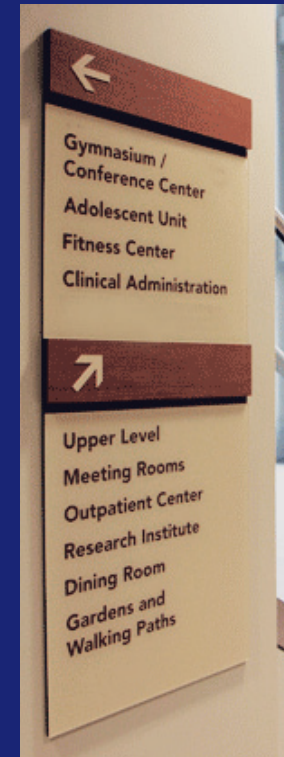 Gymnasium /
Conference Center
Adolescent Unit
Fitness Center
Clinical Administration
Upper Level
Meeting Rooms
Outpatient Center
Research Institute
Dining Room
Gardens and
Walking Paths